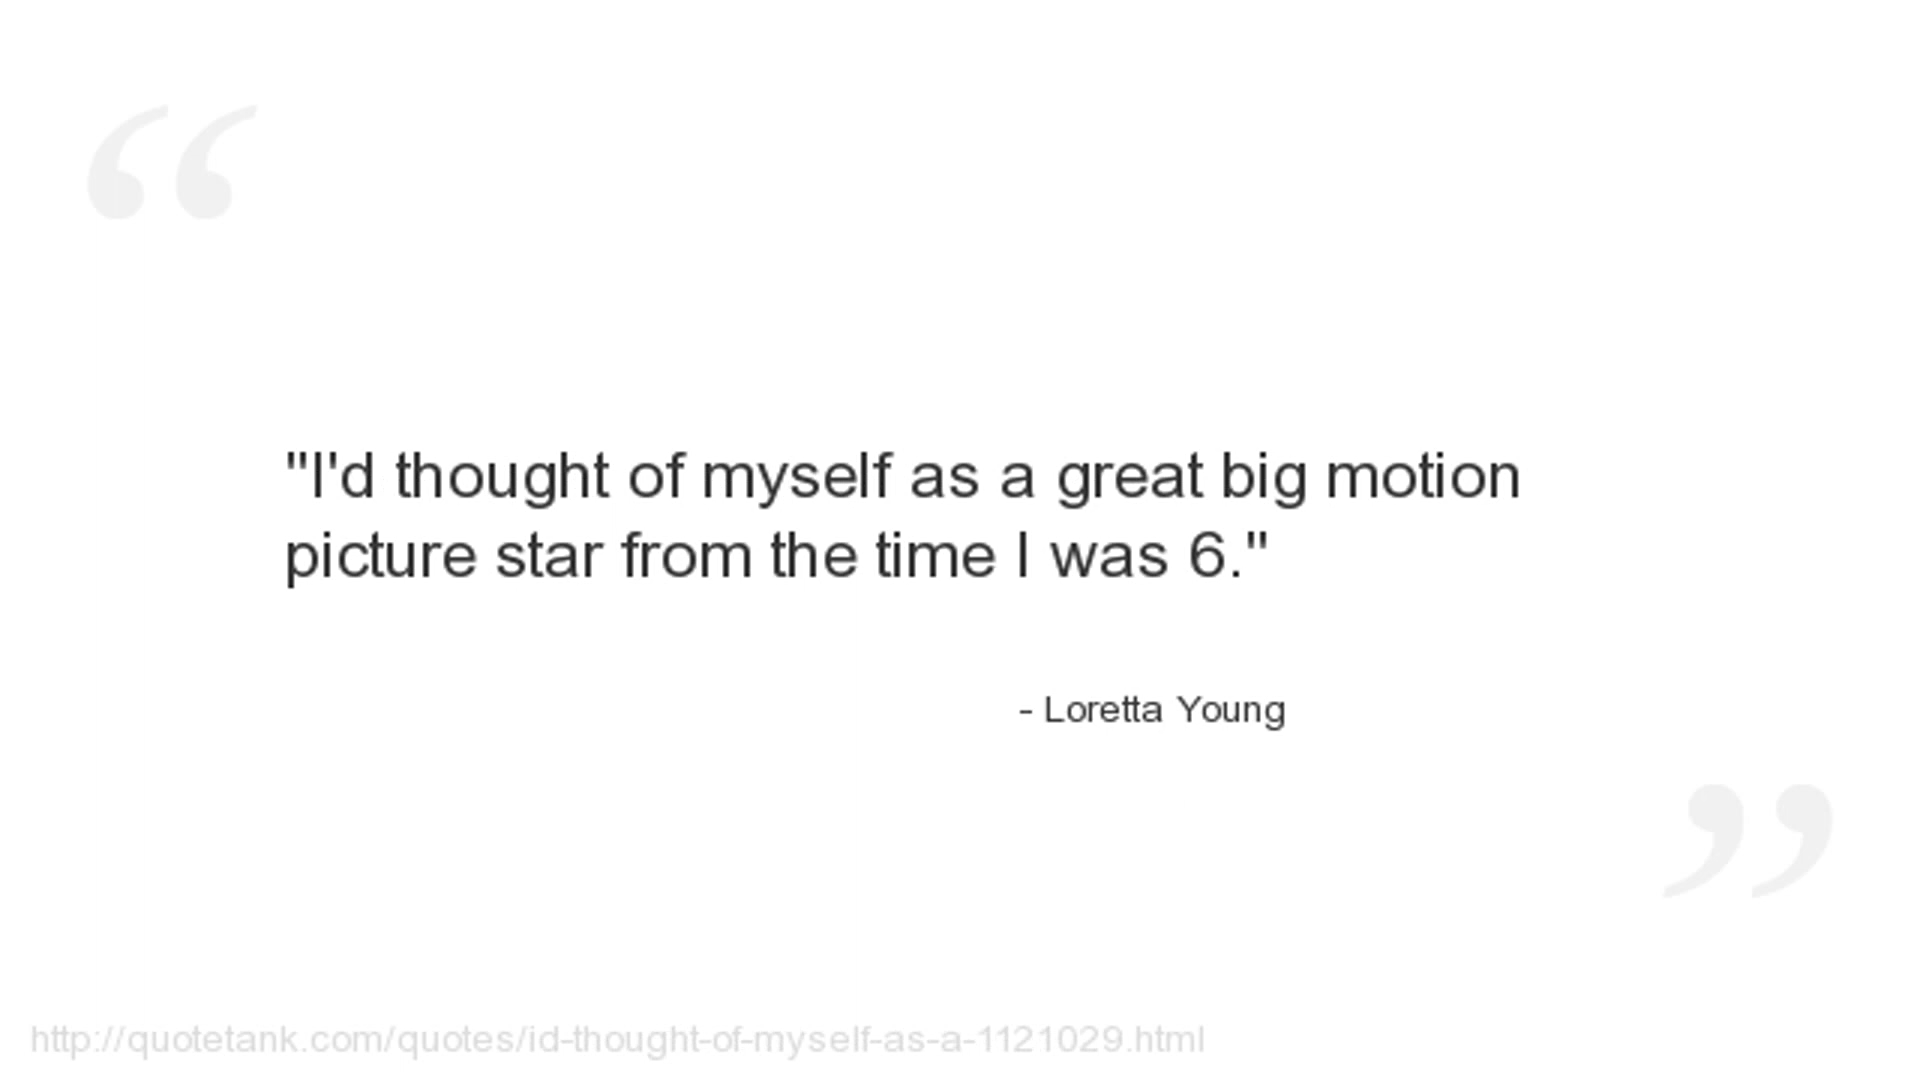 "I'd thought of myself as a great big motion
picture star from the time I was 6."
- Loretta Young
http://quotetank.com/quotes/id-thought-of-myself-as-a-1121029.html